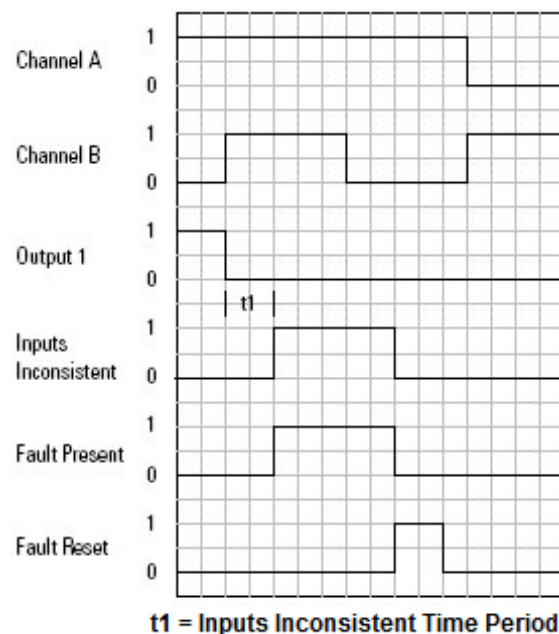 1
Channel A
0
1
Channel B
0
1
Output 1
0
t1
1
Inputs
Inconsistent
0
1
Fault Present
0
1
Fault Reset
0
t1 = Inputs Inconsistent Time Period